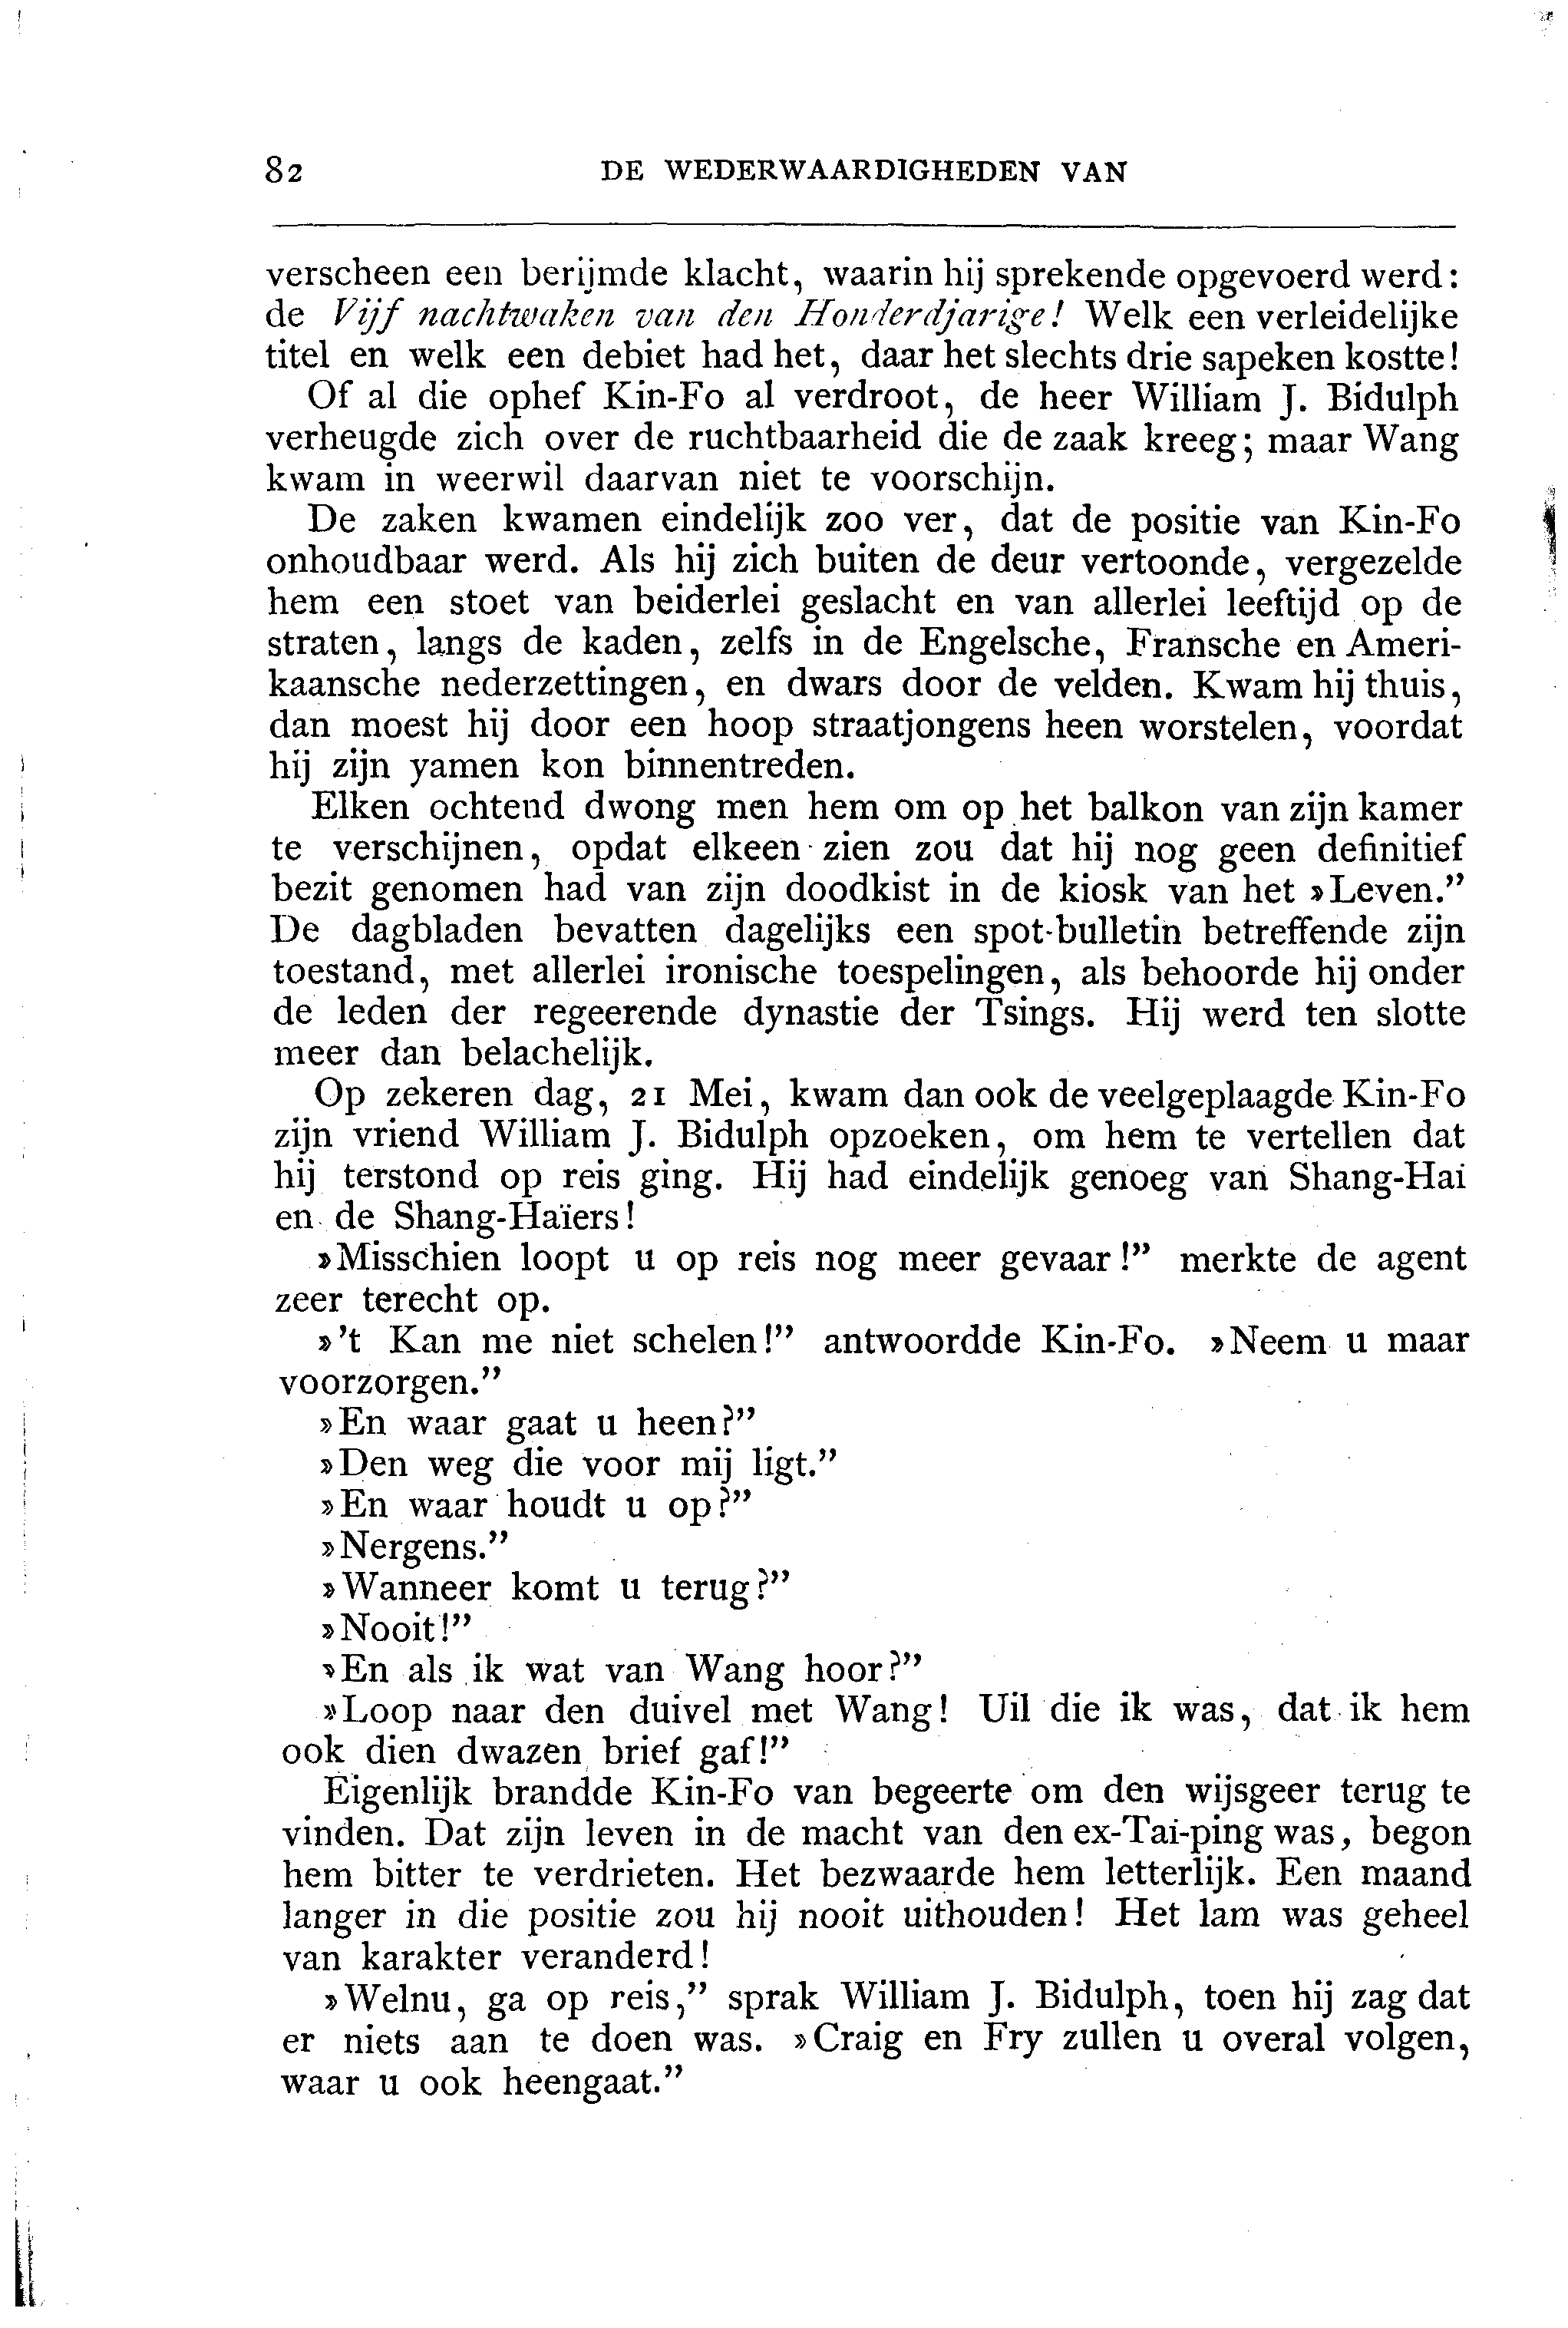 82 DE WEDERWAARDIGHEDEN VAN
verscheen een berijmde klacht, waarin hij sprekende opgevoerd werd:
de Vijf nachtwaken van den Honderdjarige! Welk een verleidelijke
titel en welk een debiet had het, daar het slechts drie sapeken kostte!
Of al die ophef Kin-Fo al verdroot, de heer William J. Bidulph
verheugde zich over de ruchtbaarheid die de zaak kreeg; maar Wang
kwam in weerwil daarvan niet te voorschijn.
De zaken kwamen eindelijk zoo ver, dat de positie van Kin-Fo
onhoudbaar werd. Als hij zich buiten de deur vertoonde, vergezelde
hem een stoet van beiderlei geslacht en van allerlei leeftijd op de
straten, langs de kaden, zelfs in de Engelsche, Fransche en Ameri-
kaansche nederzettingen, en dwars door de velden. Kwam hij thuis,
dan moest hij door een hoop straatjongens heen worstelen, voordat
hij zijn yamen kon binnentreden.
Elken ochtend dwong men hem om op het balkon van zijn kamer
te verschijnen, opdat elkeen zien zou dat hij nog geen definitief
bezit genomen had van zijn doodkist in de kiosk van het »Leven.”
De dagbladen bevatten dagelijks een spot-bulletin betreffende zijn
toestand, met allerlei ironische toespelingen, als behoorde hij onder
de leden der regeerende dynastie der Tsings. Hij werd ten slotte
meer dan belachelijk.
Op zekeren dag, 21 Mei, kwam dan ook de veelgeplaagde Kin-Fo
zijn vriend William J. Bidulph opzoeken, om hem te vertellen dat
hij terstond op reis ging. Hij had eindelijk genoeg van Shang-Hai
en de Shang-Haïers!
»Misschien loopt u op reis nog meer gevaar!” merkte de agent
zeer terecht op.
»’t Kan me niet schelen!” antwoordde Kin-Fo. »Neem u maar
voorzorgen.”
»En waar gaat u heen?”
»Den weg die voor mij ligt.”
»En waar houdt u op?”
»Nergens.”
»Wanneer komt u terug?”
»Nooit!”
»En als ik wat van Wang hoor?”
»Loop naar den duivel met Wang! Uil die ik was, dat ik hem
ook dien dwazen brief gaf!”
Eigenlijk brandde Kin-Fo van begeerte om den wijsgeer terug te
vinden. Dat zijn leven in de macht van den ex-Tai-ping was, begon
hem bitter te verdrieten. Het bezwaarde hem letterlijk. Een maand
langer in die positie zou hij nooit uithouden! Het lam was geheel
van karakter veranderd!
»Welnu, ga op reis,” sprak William J. Bidulph, toen hij zag dat
er niets aan te doen was. »Craig en Fry zullen u overal volgen,
waar u ook heengaat.”